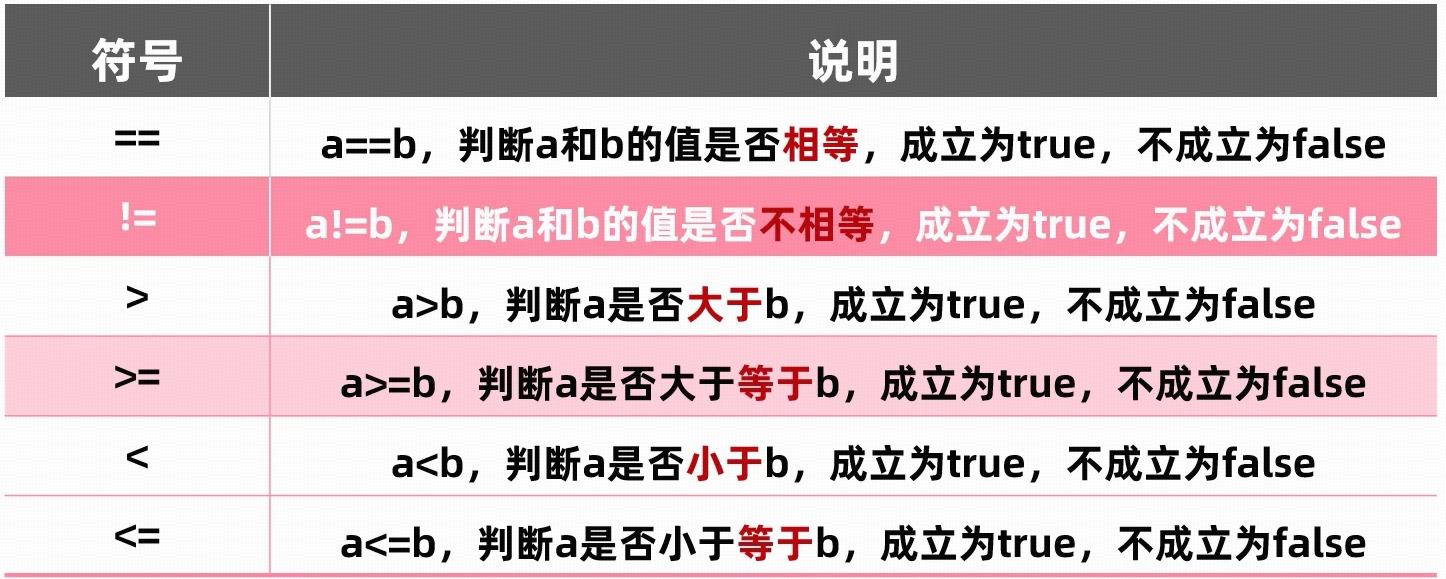 符号 说明
== a==b，判断a和b的值是否相等，成立为true，不成立为false
!= a!=b，判断a和b的值是否不相等，成立为true，不成立为false
> a>b，判断a是否大于b，成立为true，不成立为false
>= a>=b，判断a是否大于等于b，成立为true，不成立为false
< a<b，判断a是否小于b，成立为true，不成立为false
<= a<=b，判断a是否小于等于b，成立为true，不成立为false